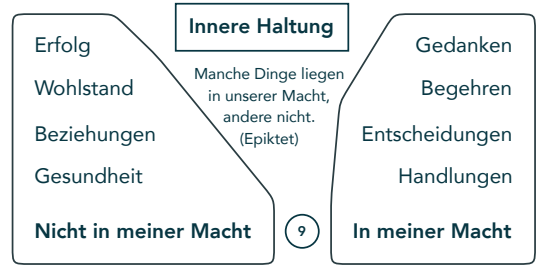 Innere Haltung
Erfolg
Wohlstand
Beziehungen
Gesundheit
Nicht in meiner Macht
Manche Dinge liegen
in unserer Macht,
andere nicht.
(Epiktet)
9
Gedanken
Begehren
Entscheidungen
Handlungen
In meiner Macht